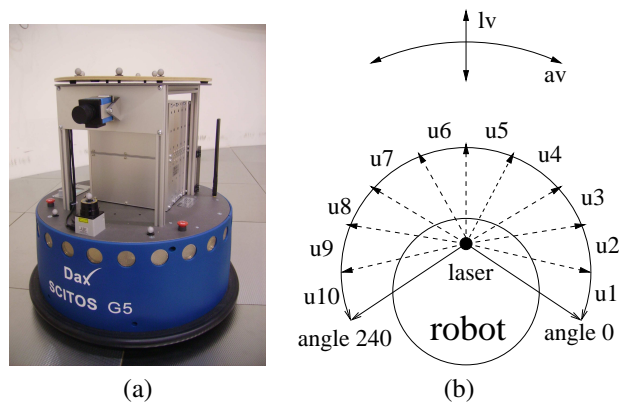 Dax
SCITOS G5
(a)
lv
av
u6
u5
u7
u4
u8
u3
u9
u2
laser
u10
u1
robot
angle 240
angle 0
(b)